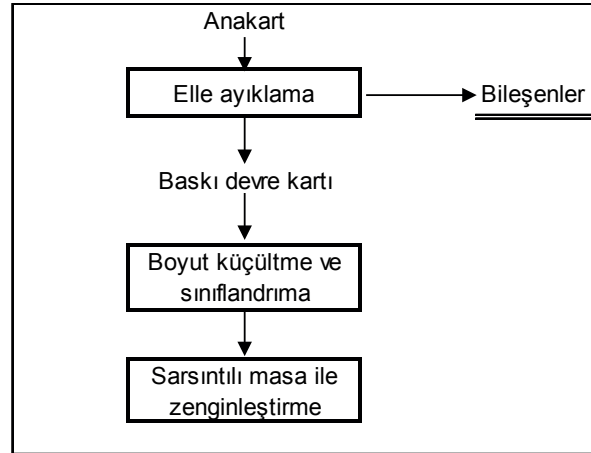 Anakart
Elle ayıklama
Bileşenler
Baskı devre kartı
Boyut küçültme ve
sınıflandrıma
Sarsıntılı masa ile
zenginleştirme